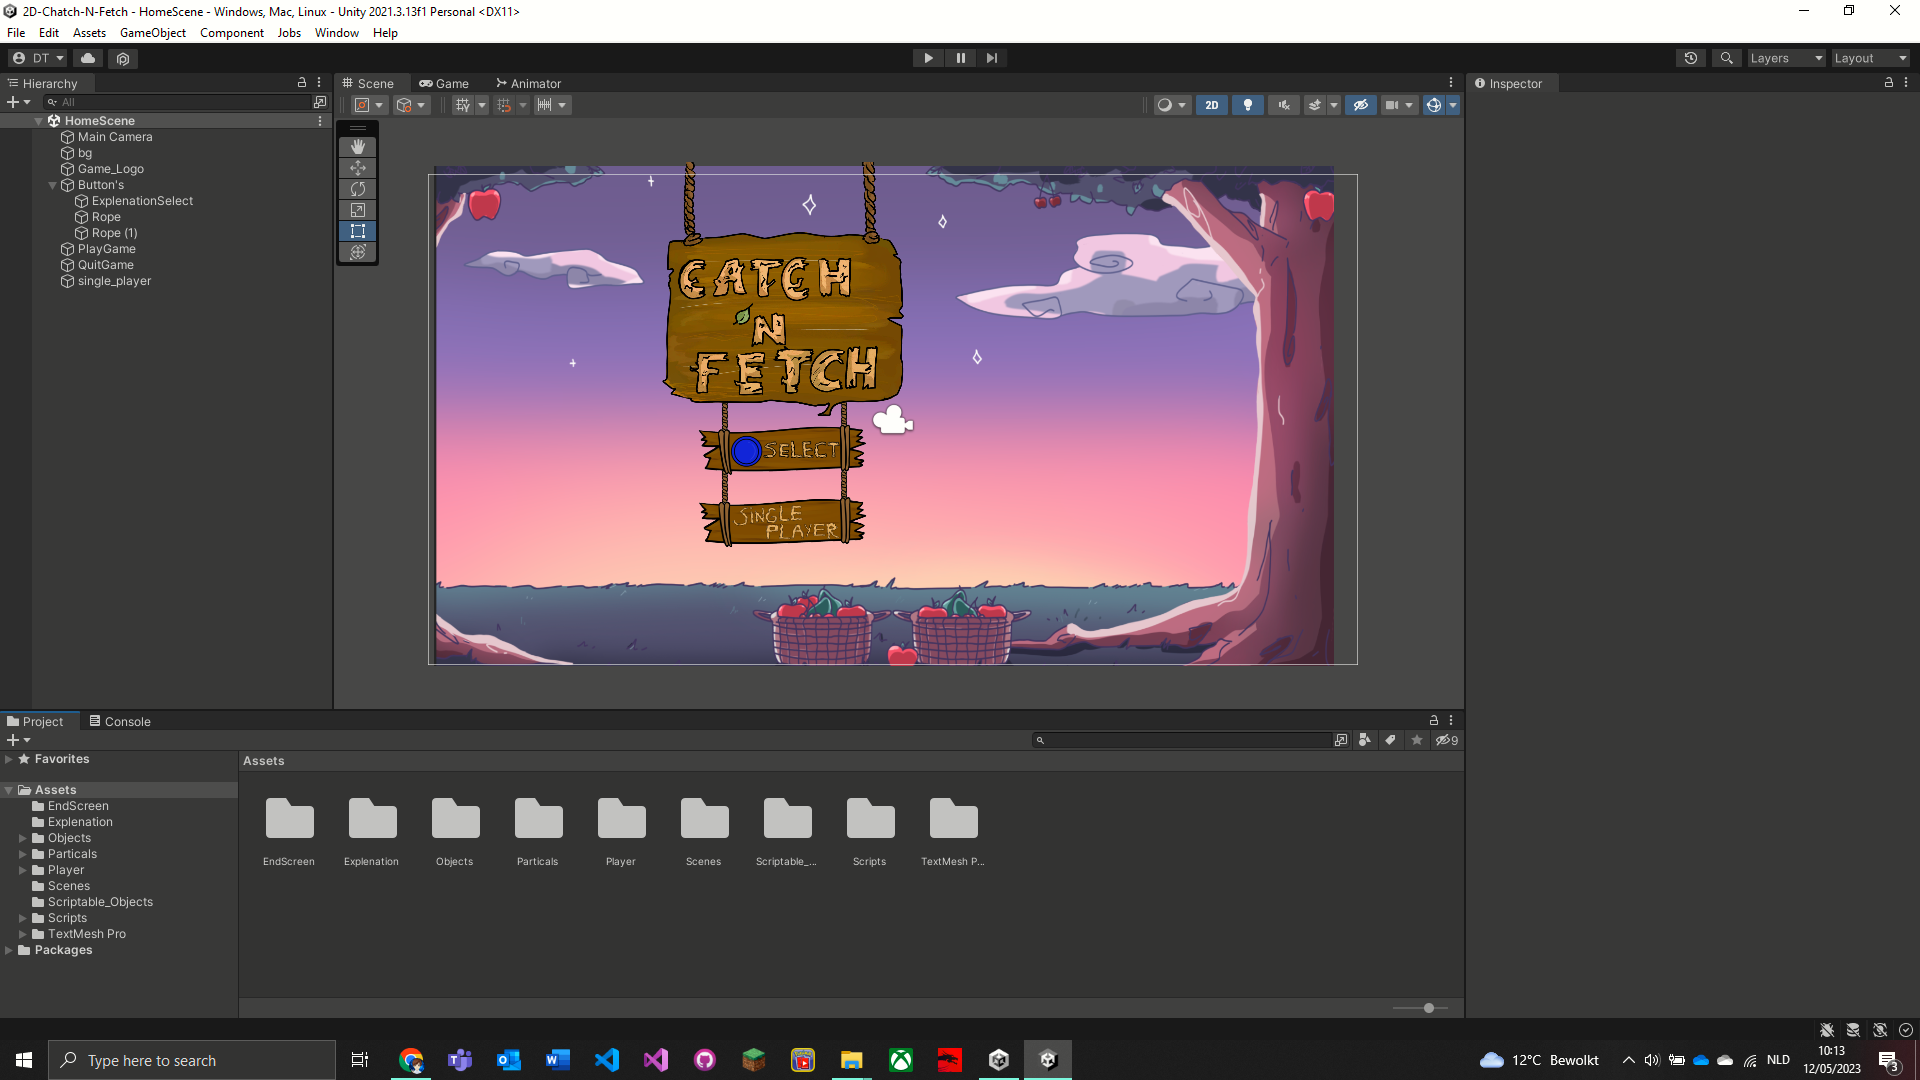 2D-Chatch-N-Fetch - HomeScene - Windows, Mac, Linux - Unity 2021.3.13f1 Personal <DX11>
File Edit Assets GameObject Component Jobs Window Help
DT Layers Layout
Hierarchy
All
HomeScene
Main Camera
bg
Game_Logo
Button's
ExplenationSelect
Rope
Rope (1)
PlayGame
QuitGame
single_player
Scene Game Animator
2D
CATCH
'N
FETCH
SELECT
SINGLE
PLAYER
Inspector
Project Console
9
Favorites
Assets
EndScreen
Explenation
Objects
Particals
Player
Scenes
Scriptable_Objects
Scripts
TextMesh Pro
Packages
Assets
EndScreen Explenation Objects Particals Player Scenes Scriptable_... Scripts TextMesh P...
Type here to search
12°C Bewolkt
NLD
10:13
12/05/2023
3